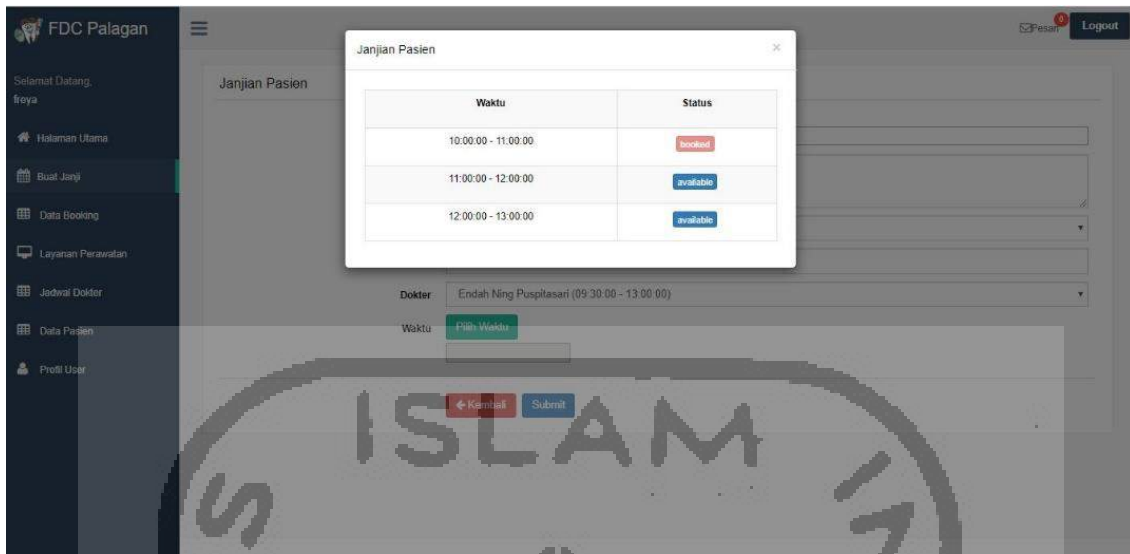 FDC Palagan
Pesan
0
Logout
Selamat Datang,
freya
Halaman Utama
Buat Janji
Data Booking
Layanan Perawatan
Jadwal Dokter
Data Pasien
Profil User
Janjian Pasien
Janjian Pasien
×
Waktu Status
10:00:00 - 11:00:00 booked
11:00:00 - 12:00:00 available
12:00:00 - 13:00:00 available
Dokter Endah Ning Puspitasari (09:30:00 - 13:00:00)
Waktu Pilih Waktu
Kembali Submit
ISLAM